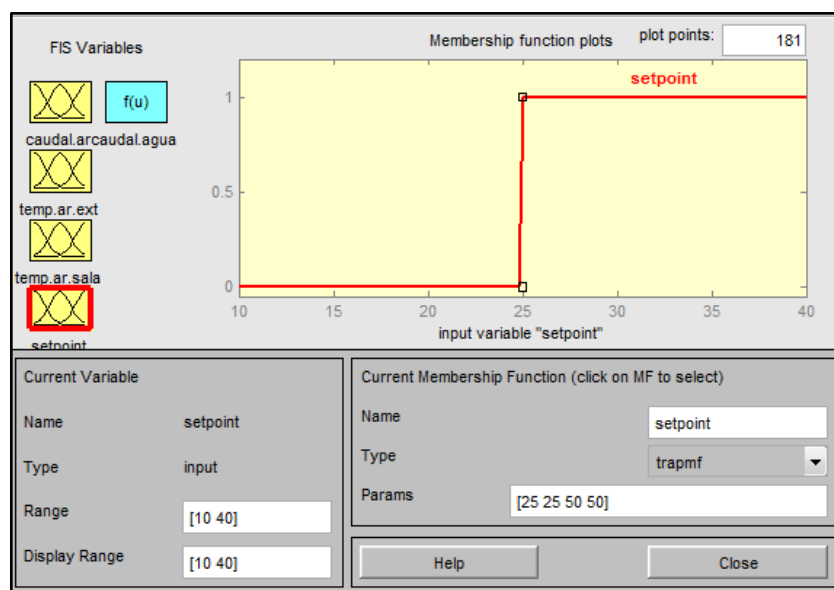 FIS Variables
Membership function plots
plot points:
181
f(u)
caudal.arcaudal.agua
temp.ar.ext
temp.ar.sala
setpoint
setpoint
1
0.5
0
10 15 20 25 30 35 40
input variable "setpoint"
Current Variable
Name setpoint
Type input
Range [10 40]
Display Range [10 40]
Current Membership Function (click on MF to select)
Name setpoint
Type trapmf
Params [25 25 50 50]
Help Close